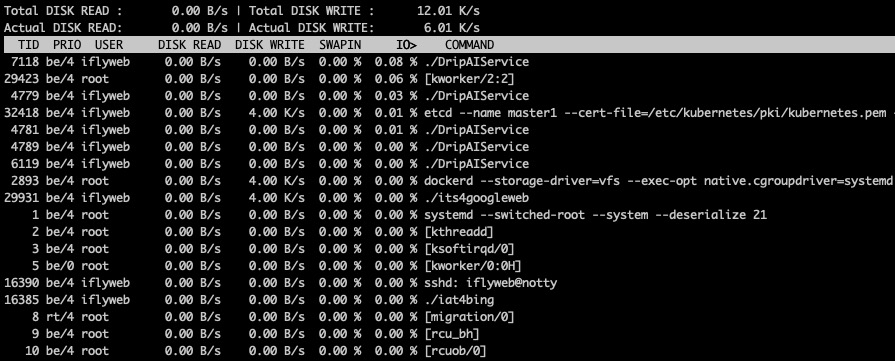 Total DISK READ :       0.00 B/s | Total DISK WRITE :      12.01 K/s
Actual DISK READ:       0.00 B/s | Actual DISK WRITE:       6.01 K/s
  TID  PRIO  USER     DISK READ  DISK WRITE  SWAPIN     IO>    COMMAND
 7118 be/4 iflyweb     0.00 B/s    0.00 B/s  0.00 %  0.08 % ./DripAIService
29423 be/4 root        0.00 B/s    0.00 B/s  0.00 %  0.06 % [kworker/2:2]
 4779 be/4 iflyweb     0.00 B/s    0.00 B/s  0.00 %  0.03 % ./DripAIService
32418 be/4 root        0.00 B/s    4.00 K/s  0.00 %  0.01 % etcd --name master1 --cert-file=/etc/kubernetes/pki/kubernetes.pem -
 4781 be/4 iflyweb     0.00 B/s    0.00 B/s  0.00 %  0.01 % ./DripAIService
 4789 be/4 iflyweb     0.00 B/s    0.00 B/s  0.00 %  0.00 % ./DripAIService
 6119 be/4 iflyweb     0.00 B/s    0.00 B/s  0.00 %  0.00 % ./DripAIService
 2893 be/4 root        0.00 B/s    4.00 K/s  0.00 %  0.00 % dockerd --storage-driver=vfs --exec-opt native.cgroupdriver=systemd
29931 be/4 iflyweb     0.00 B/s    4.00 K/s  0.00 %  0.00 % ./its4googleweb
    1 be/4 root        0.00 B/s    0.00 B/s  0.00 %  0.00 % systemd --switched-root --system --deserialize 21
    2 be/4 root        0.00 B/s    0.00 B/s  0.00 %  0.00 % [kthreadd]
    3 be/4 root        0.00 B/s    0.00 B/s  0.00 %  0.00 % [ksoftirqd/0]
    5 be/0 root        0.00 B/s    0.00 B/s  0.00 %  0.00 % [kworker/0:0H]
16390 be/4 iflyweb     0.00 B/s    0.00 B/s  0.00 %  0.00 % sshd: iflyweb@notty
16385 be/4 iflyweb     0.00 B/s    0.00 B/s  0.00 %  0.00 % ./iat4bing
    8 rt/4 root        0.00 B/s    0.00 B/s  0.00 %  0.00 % [migration/0]
    9 be/4 root        0.00 B/s    0.00 B/s  0.00 %  0.00 % [rcu_bh]
   10 be/4 root        0.00 B/s    0.00 B/s  0.00 %  0.00 % [rcuob/0]